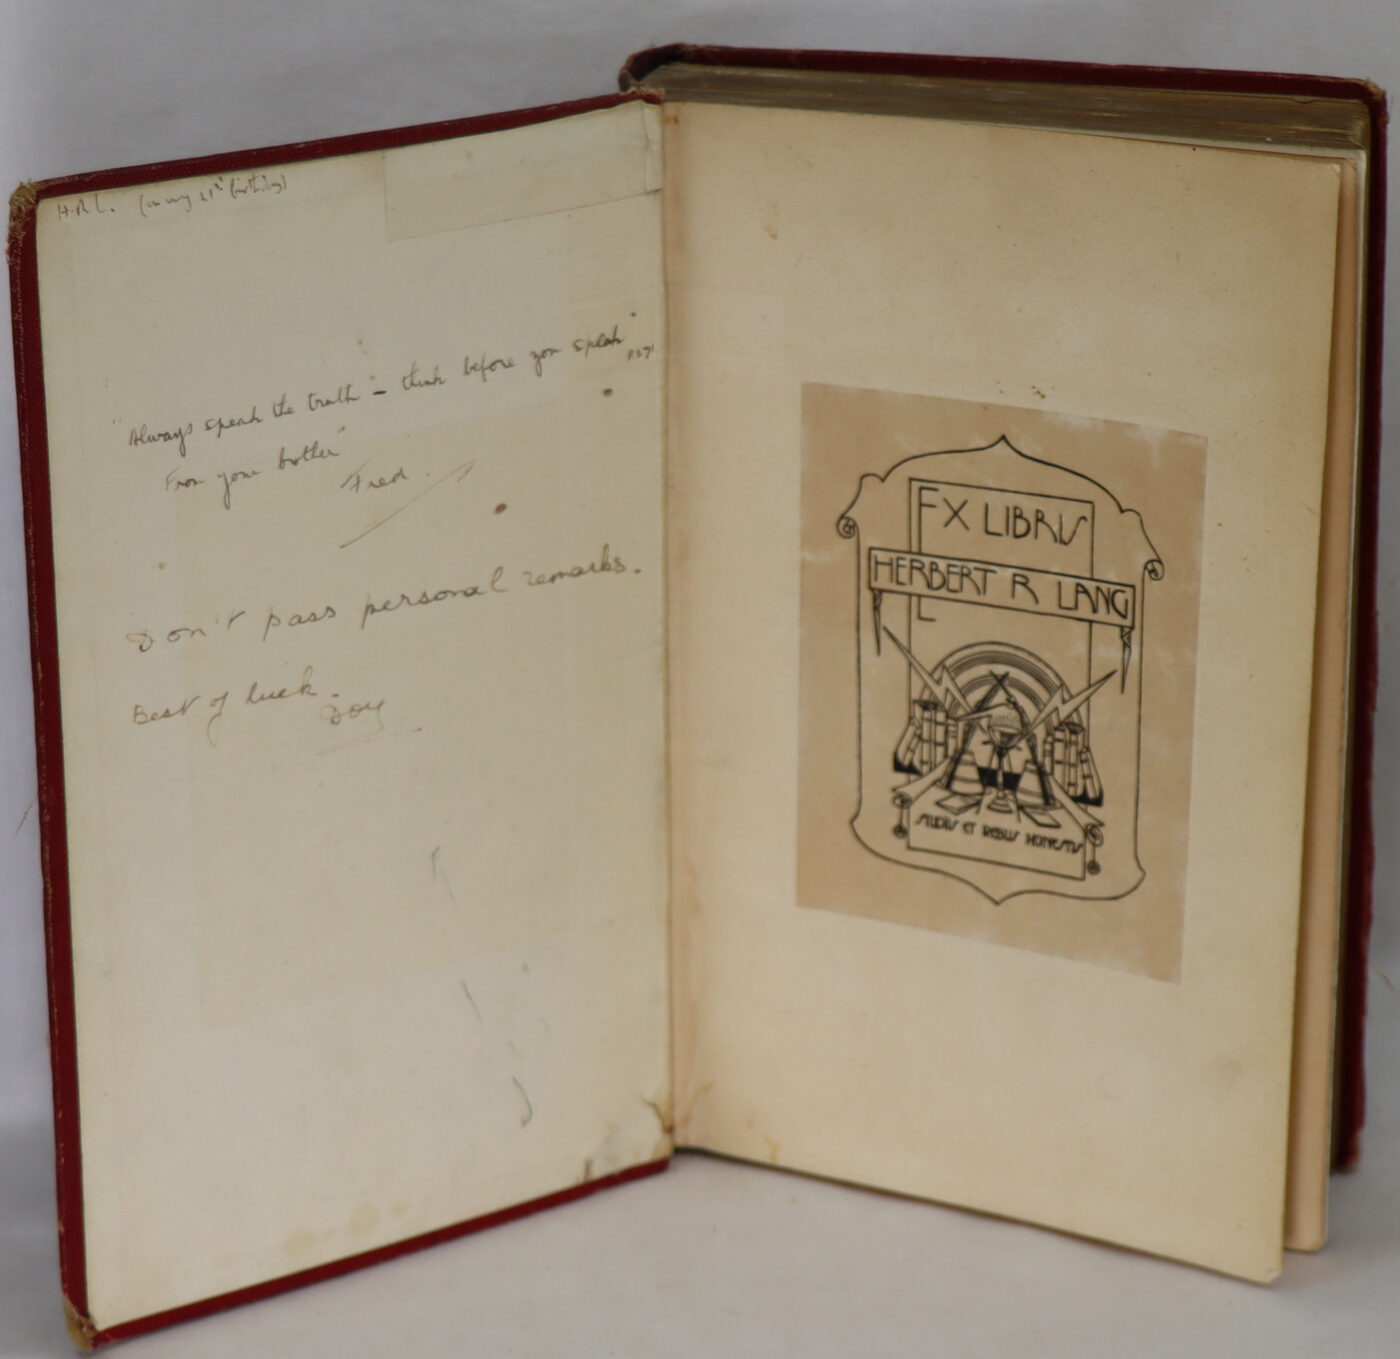 H.R.L. (on my 21st birthday)
"Always speak the truth – think before you speak"
From your brother
Fred.
Don't pass personal remarks.
Best of luck.
EX LIBRIS
HERBERT R LANG
L
STUDIIS ET REBUS HONESTIS